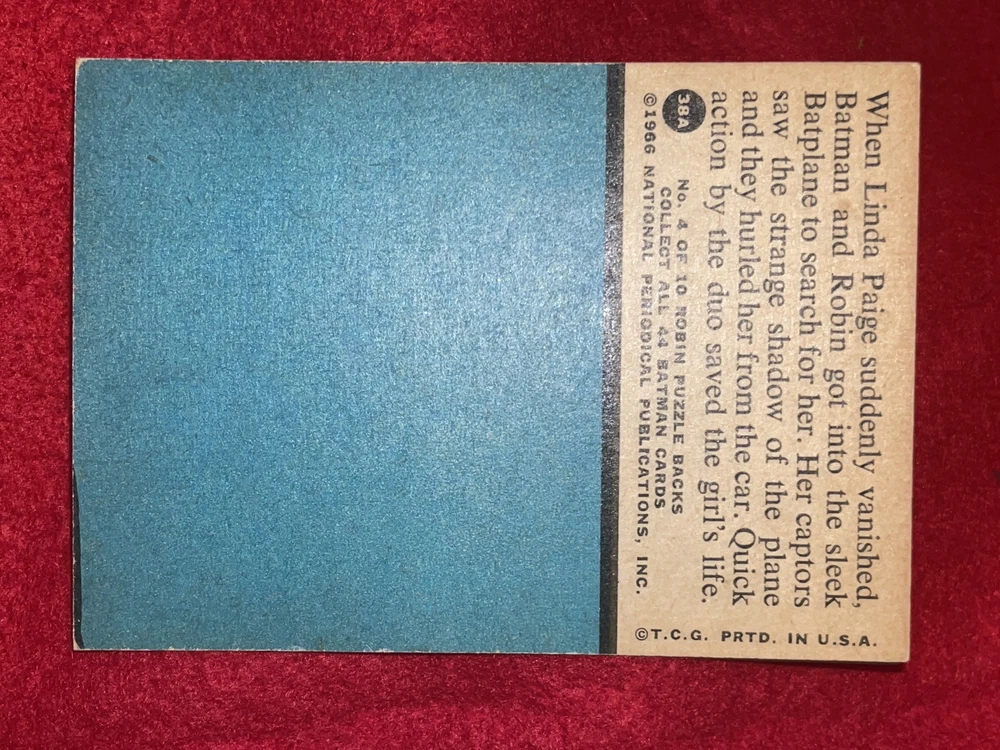 When Linda Paige suddenly vanished,
Batman and Robin got into the sleek
Batplane to search for her. Her captors
saw the strange shadow of the plane
and they hurled her from the car. Quick
action by the duo saved the girl's life.
38A
No. 4 OF 10 ROBIN PUZZLE BACKS
COLLECT ALL 44 BATMAN CARDS
©1966 NATIONAL PERIODICAL PUBLICATIONS, INC.
©T.C.G. PRTD. IN U.S.A.